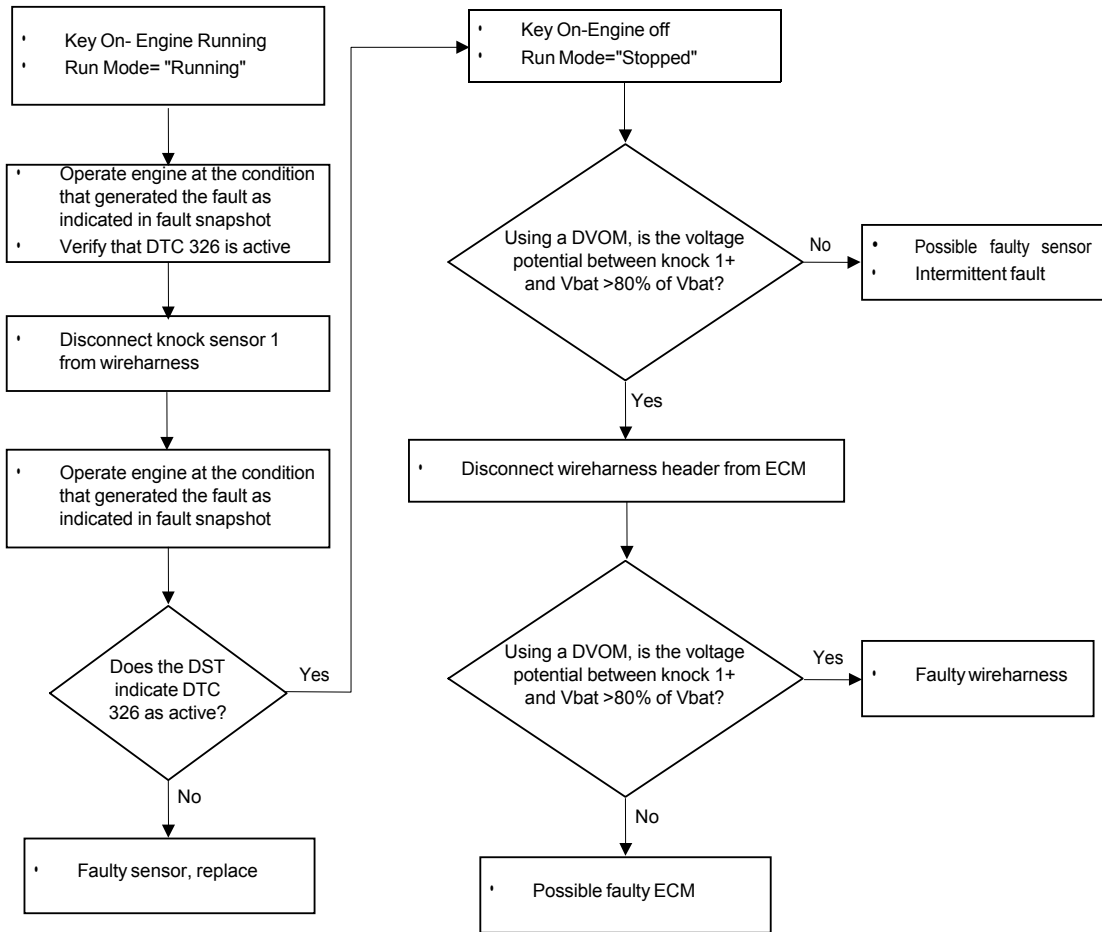 • Key On- Engine Running
• Run Mode= "Running"
• Operate engine at the condition
that generated the fault as
indicated in fault snapshot
• Verify that DTC 326 is active
• Disconnect knock sensor 1
from wireharness
• Operate engine at the condition
that generated the fault as
indicated in fault snapshot
Does the DST
indicate DTC
326 as active?
Yes
No
• Faulty sensor, replace
• Key On-Engine off
• Run Mode="Stopped"
Using a DVOM, is the voltage
potential between knock 1+
and Vbat >80% of Vbat?
No
• Possible faulty sensor
• Intermittent fault
Yes
• Disconnect wireharness header from ECM
Using a DVOM, is the voltage
potential between knock 1+
and Vbat >80% of Vbat?
Yes
• Faulty wireharness
No
• Possible faulty ECM